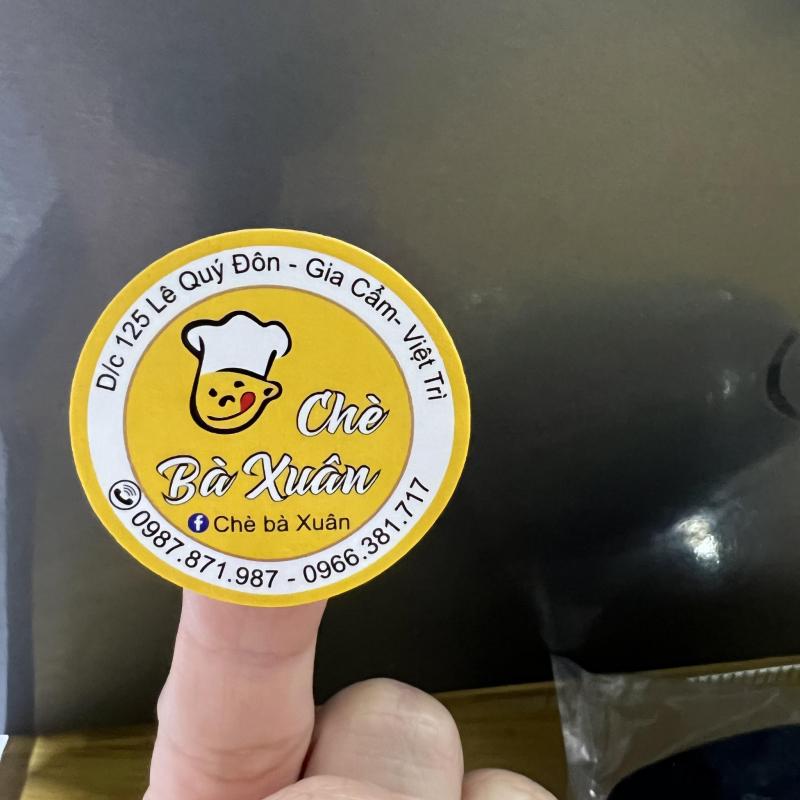 Đ/c 125 Lê Quý Đôn - Gia Cẩm- Việt Trì
Chè
Bà Xuân
Chè bà Xuân
0987.871.987 - 0966.381.717